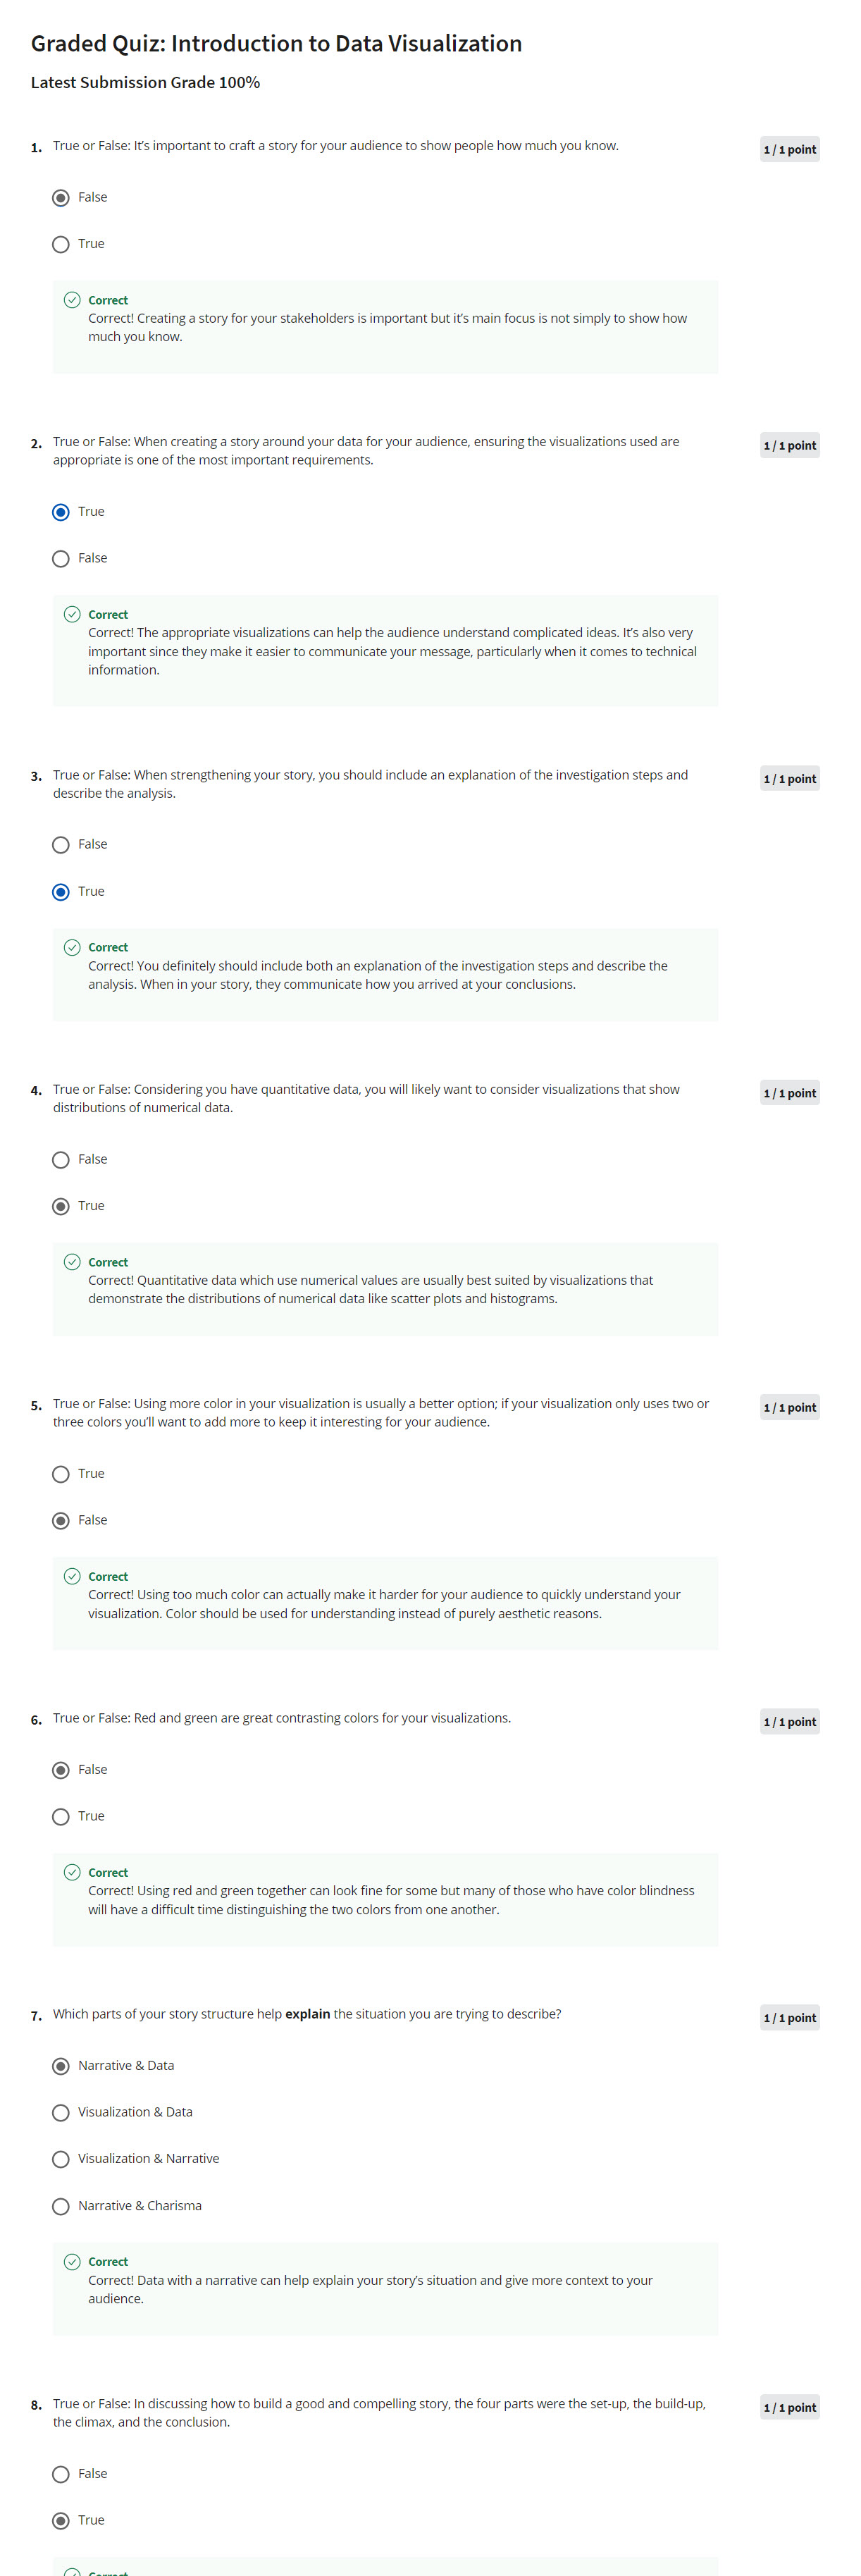 Graded Quiz: Introduction to Data Visualization
Latest Submission Grade 100%
1. True or False: It's important to craft a story for your audience to show people how much you know.
1 / 1 point
False
True
Correct
Correct! Creating a story for your stakeholders is important but it's main focus is not simply to show how
much you know.
2. True or False: When creating a story around your data for your audience, ensuring the visualizations used are
appropriate is one of the most important requirements.
1 / 1 point
True
False
Correct
Correct! The appropriate visualizations can help the audience understand complicated ideas. It's also very
important since they make it easier to communicate your message, particularly when it comes to technical
information.
3. True or False: When strengthening your story, you should include an explanation of the investigation steps and
describe the analysis.
1 / 1 point
False
True
Correct
Correct! You definitely should include both an explanation of the investigation steps and describe the
analysis. When in your story, they communicate how you arrived at your conclusions.
4. True or False: Considering you have quantitative data, you will likely want to consider visualizations that show
distributions of numerical data.
1 / 1 point
False
True
Correct
Correct! Quantitative data which use numerical values are usually best suited by visualizations that
demonstrate the distributions of numerical data like scatter plots and histograms.
5. True or False: Using more color in your visualization is usually a better option; if your visualization only uses two or
three colors you'll want to add more to keep it interesting for your audience.
1 / 1 point
True
False
Correct
Correct! Using too much color can actually make it harder for your audience to quickly understand your
visualization. Color should be used for understanding instead of purely aesthetic reasons.
6. True or False: Red and green are great contrasting colors for your visualizations.
1 / 1 point
False
True
Correct
Correct! Using red and green together can look fine for some but many of those who have color blindness
will have a difficult time distinguishing the two colors from one another.
7. Which parts of your story structure help explain the situation you are trying to describe?
1 / 1 point
Narrative & Data
Visualization & Data
Visualization & Narrative
Narrative & Charisma
Correct
Correct! Data with a narrative can help explain your story's situation and give more context to your
audience.
8. True or False: In discussing how to build a good and compelling story, the four parts were the set-up, the build-up,
the climax, and the conclusion.
1 / 1 point
False
True